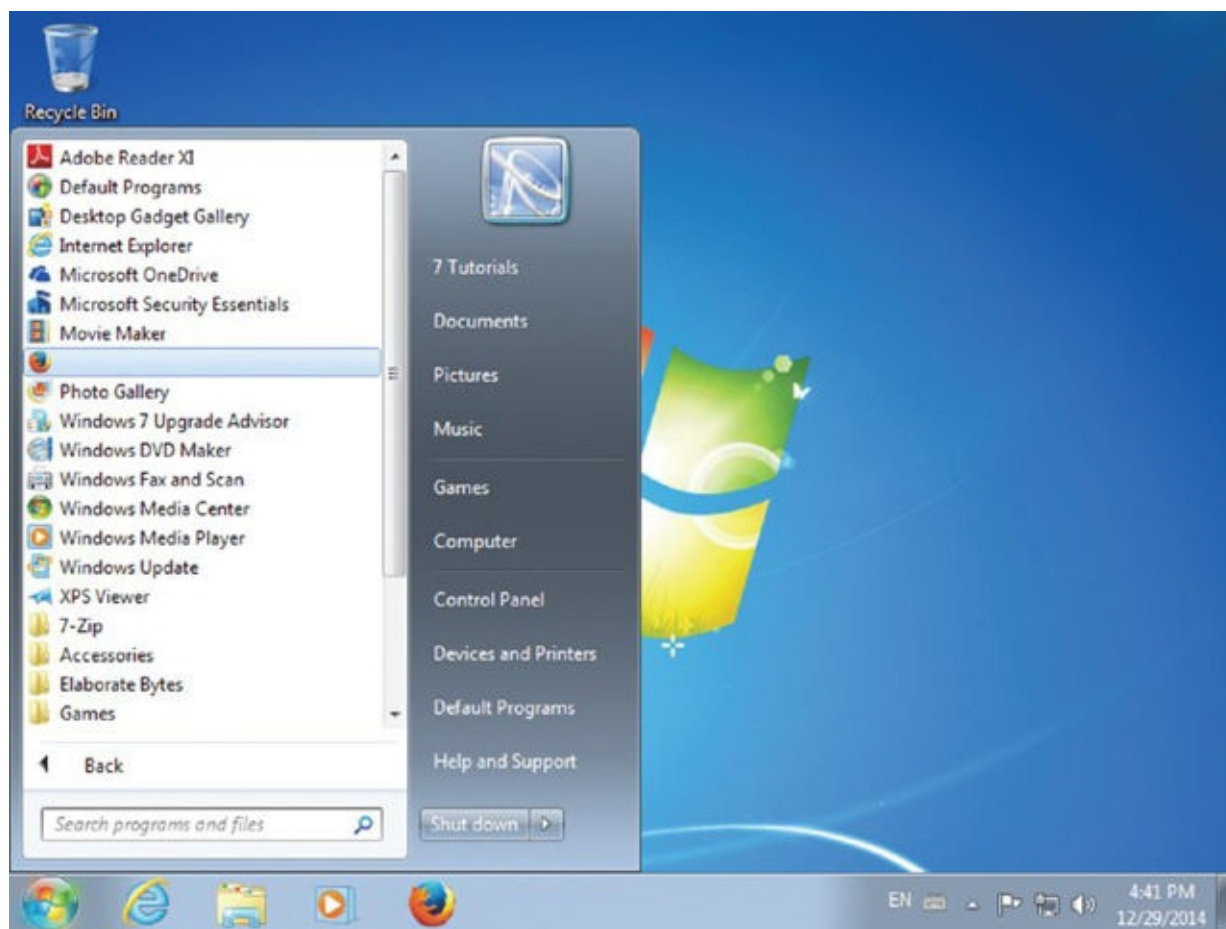 Recycle Bin
Adobe Reader XI
Default Programs
Desktop Gadget Gallery
Internet Explorer
Microsoft OneDrive
Microsoft Security Essentials
Movie Maker
Photo Gallery
Windows 7 Upgrade Advisor
Windows DVD Maker
Windows Fax and Scan
Windows Media Center
Windows Media Player
Windows Update
XPS Viewer
7-Zip
Accessories
Elaborate Bytes
Games
Back
Search programs and files
7 Tutorials
Documents
Pictures
Music
Games
Computer
Control Panel
Devices and Printers
Default Programs
Help and Support
Shut down
EN
4:41 PM
12/29/2014